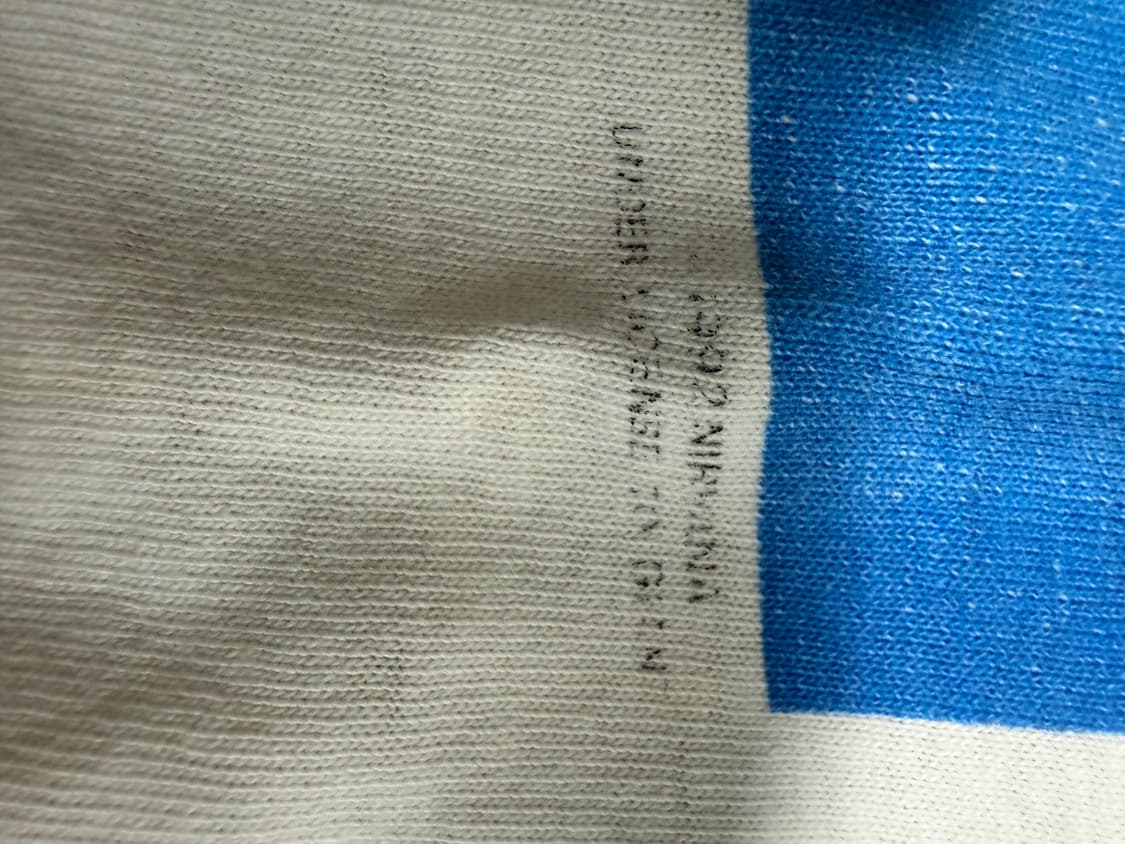 1992 NIRVANA
UNDER LICENSE TO